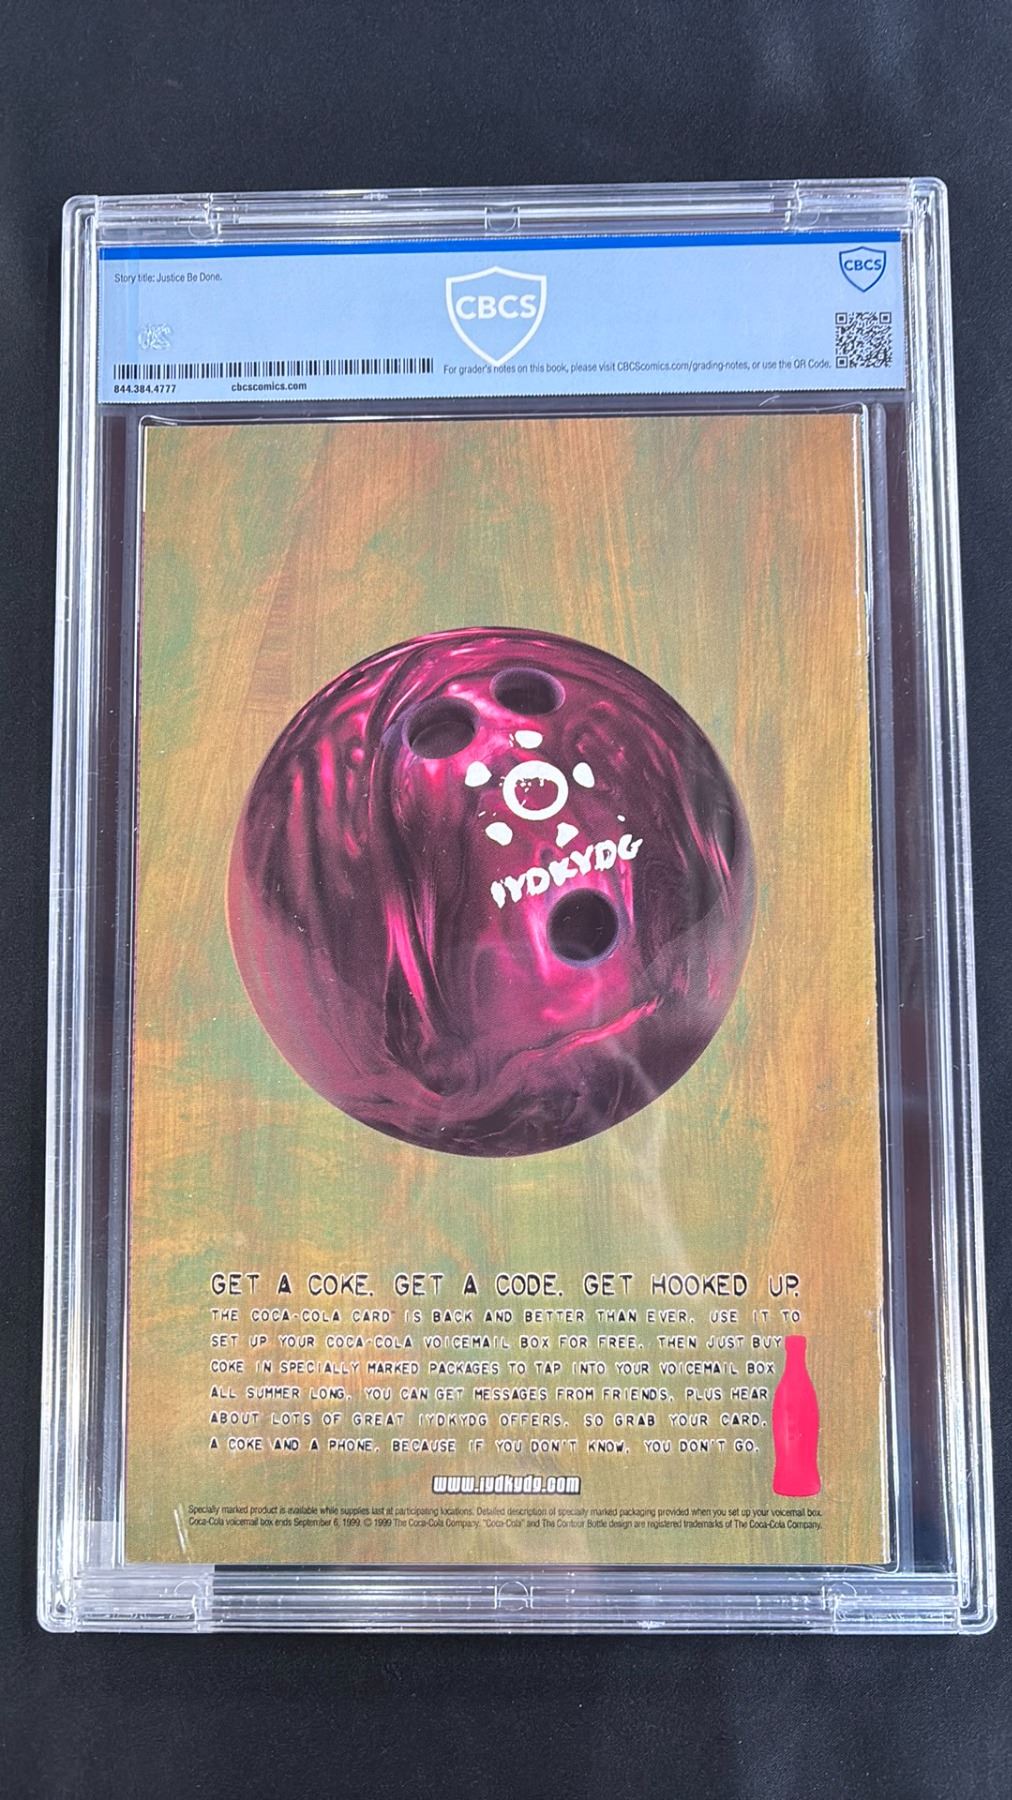 Story title: Justice Be Done.
CBCS
CBCS
For grader's notes on this book, please visit CBCScomics.com/grading-notes, or use the QR Code.
844.384.4777 cbcscomics.com
IYDKYDG
GET A COKE. GET A CODE. GET HOOKED UP.
THE COCA-COLA CARD™ IS BACK AND BETTER THAN EVER. USE IT TO
SET UP YOUR COCA-COLA VOICEMAIL BOX FOR FREE. THEN JUST BUY
COKE IN SPECIALLY MARKED PACKAGES TO TAP INTO YOUR VOICEMAIL BOX
ALL SUMMER LONG. YOU CAN GET MESSAGES FROM FRIENDS, PLUS HEAR
ABOUT LOTS OF GREAT IYDKYDG OFFERS. SO GRAB YOUR CARD,
A COKE AND A PHONE. BECAUSE IF YOU DON'T KNOW, YOU DON'T GO.
www.iydkydg.com
Specially marked product is available while supplies last at participating locations. Detailed description of specially marked packaging provided when you set up your voicemail box.
Coca-Cola voicemail box ends September 6, 1999. © 1999 The Coca-Cola Company. "Coca-Cola" and The Contour Bottle design are registered trademarks of The Coca-Cola Company.